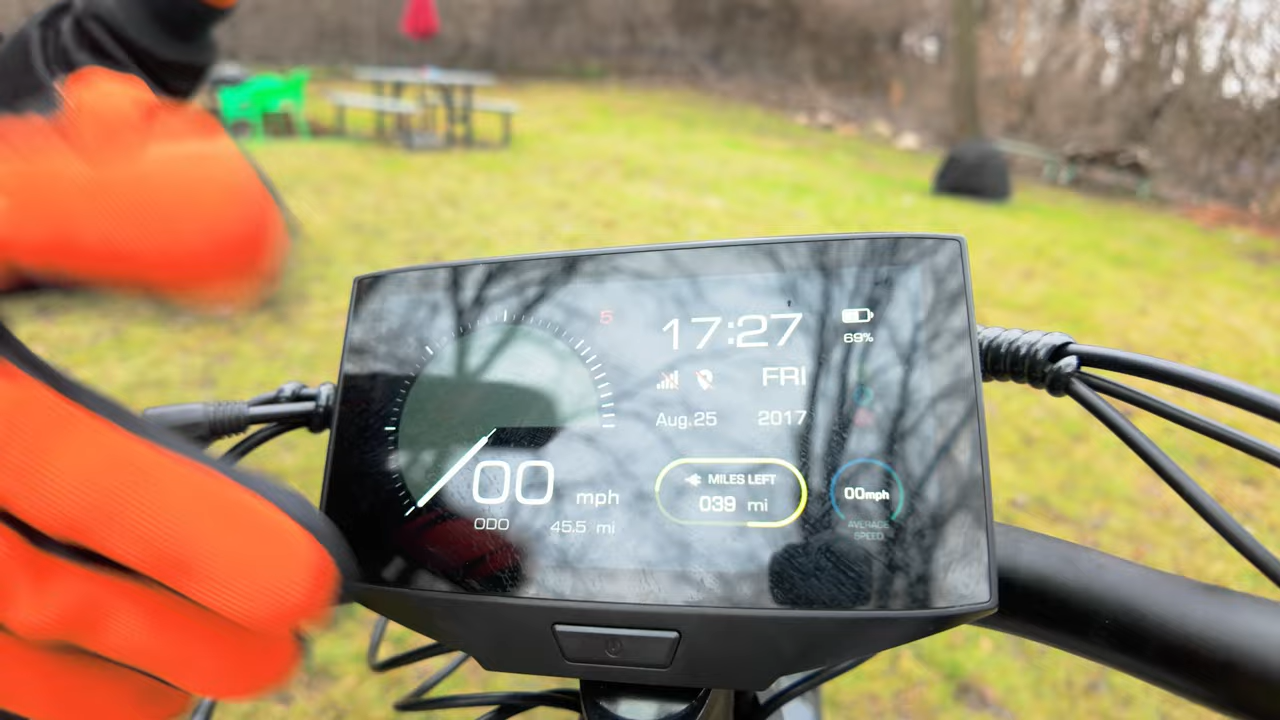 5
17:27
69%
FRI
Aug.25 2017
00 mph
ODO 45.5 mi
MILES LEFT
039 mi
00mph
AVERAGE
SPEED